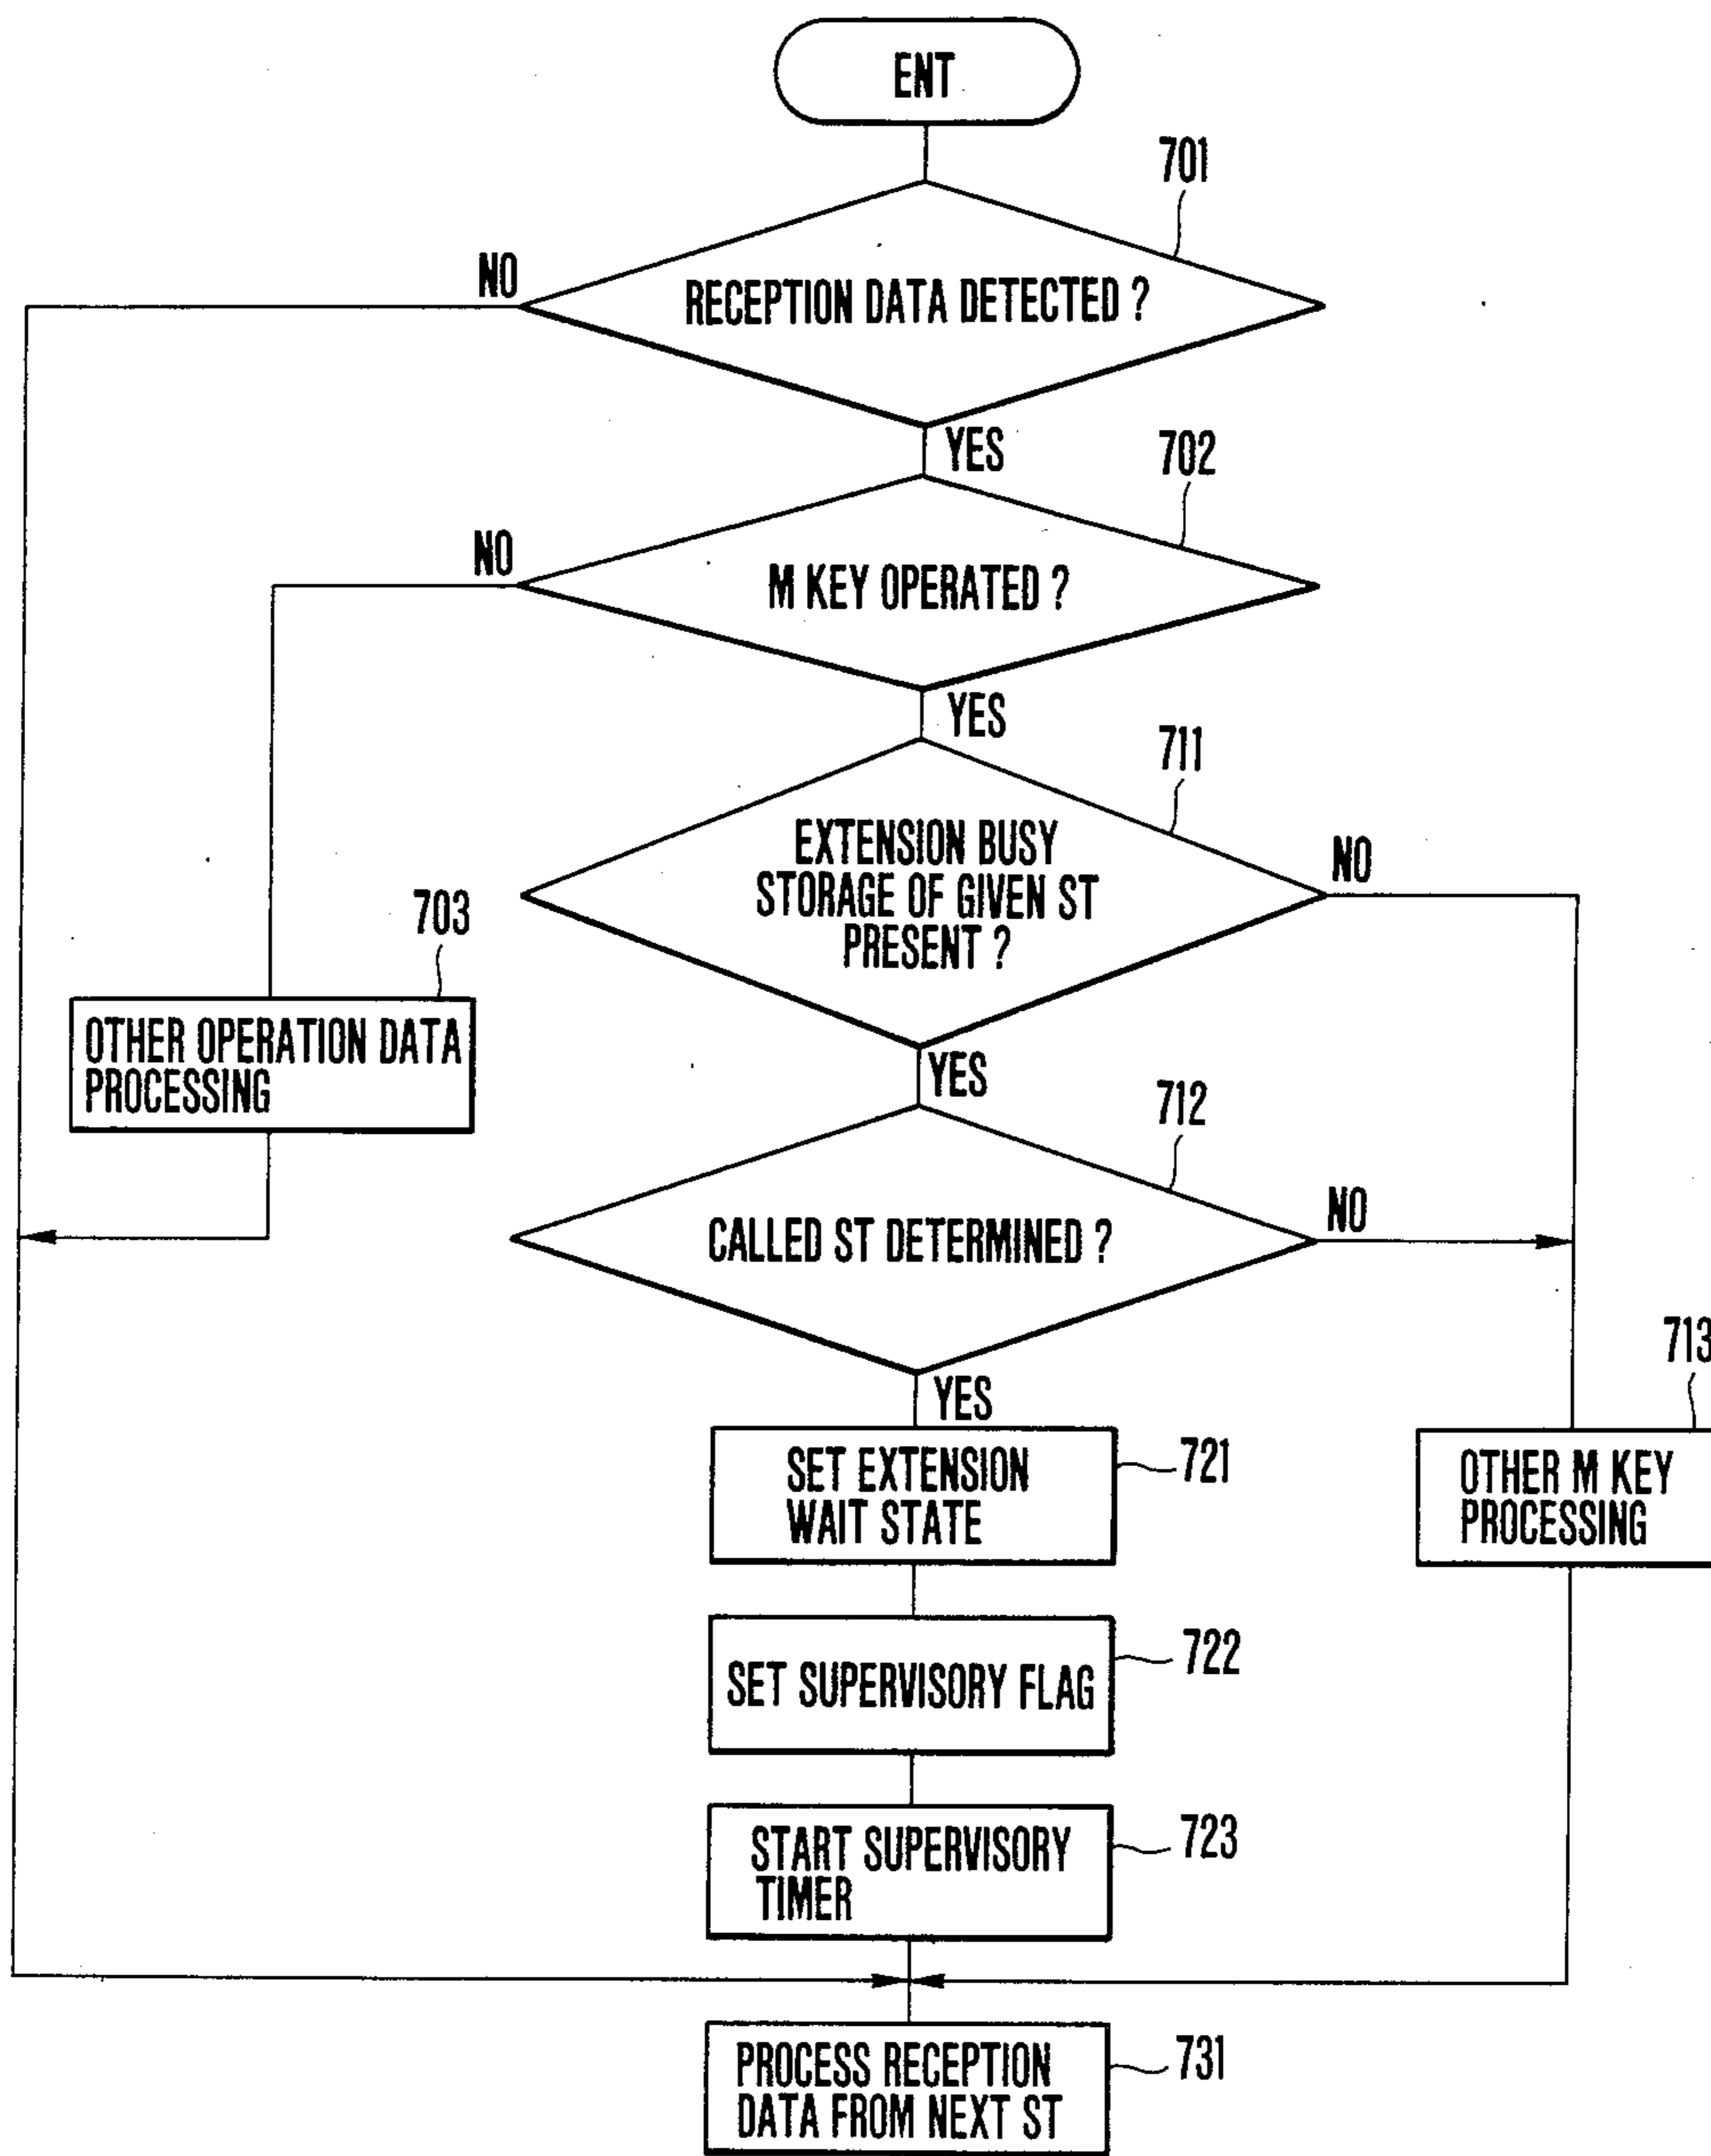 ENT
701
NO
RECEPTION DATA DETECTED ?
YES
702
NO
M KEY OPERATED ?
YES
711
EXTENSION BUSY
STORAGE OF GIVEN ST
PRESENT ?
NO
703
OTHER OPERATION DATA
PROCESSING
YES
712
CALLED ST DETERMINED ?
NO
713
YES
SET EXTENSION
WAIT STATE
721
OTHER M KEY
PROCESSING
SET SUPERVISORY FLAG
722
START SUPERVISORY
TIMER
723
PROCESS RECEPTION
DATA FROM NEXT ST
731